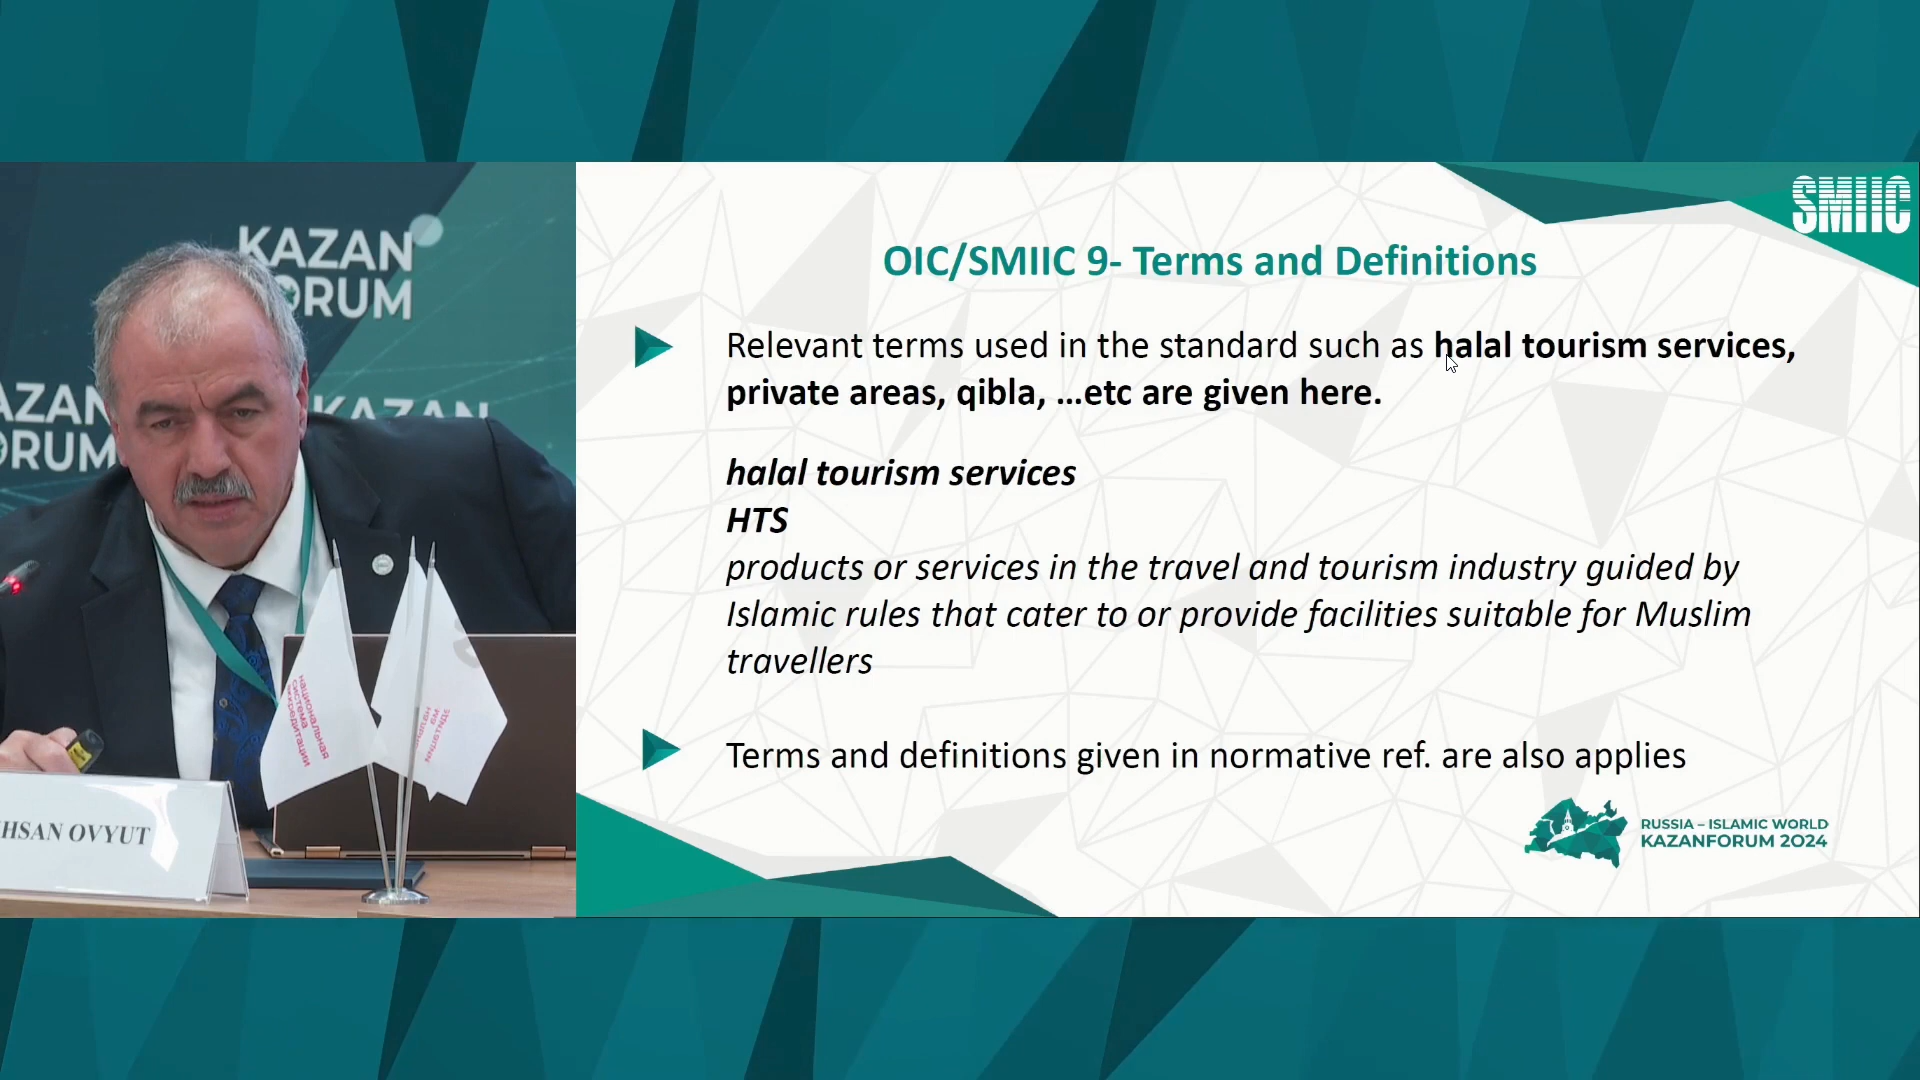 KAZAN
ORUM
AZAN
ORUM
KAZAN
национальная
система
аккредитации
HSAN OVYUT
SMIIC
OIC/SMIIC 9- Terms and Definitions
Relevant terms used in the standard such as halal tourism services,
private areas, qibla, ...etc are given here.
halal tourism services
HTS
products or services in the travel and tourism industry guided by
Islamic rules that cater to or provide facilities suitable for Muslim
travellers
Terms and definitions given in normative ref. are also applies
RUSSIA – ISLAMIC WORLD
KAZANFORUM 2024